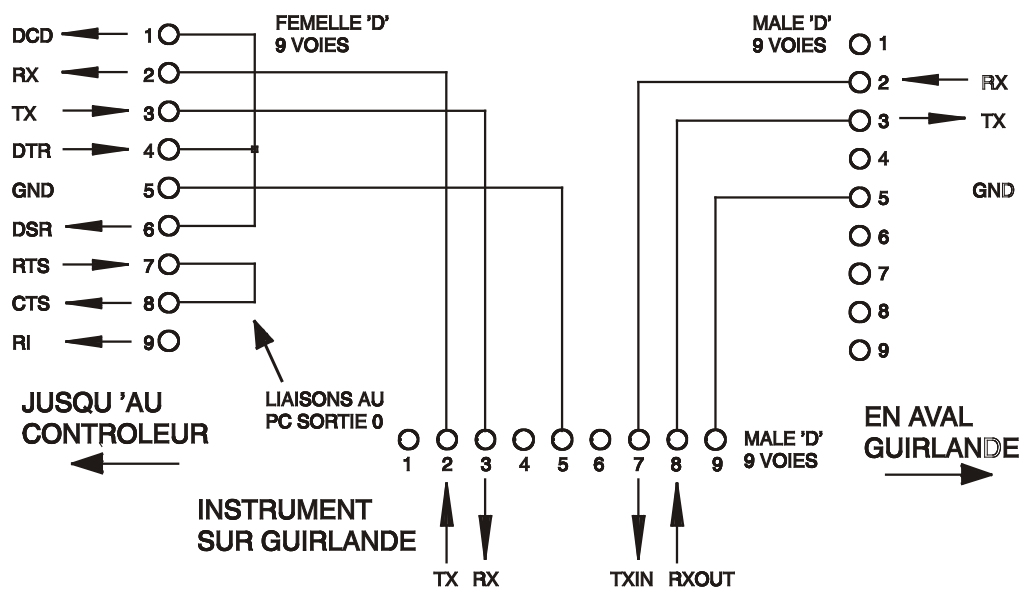 FEMELLE 'D'
9 VOIES
DCD 1
RX 2
TX 3
DTR 4
GND 5
DSR 6
RTS 7
CTS 8
RI 9
MALE 'D'
9 VOIES
1
2 RX
3 TX
4
5 GND
6
7
8
9
JUSQU 'AU
CONTROLEUR
LIAISONS AU
PC SORTIE 0
EN AVAL
GUIRLANDE
1 2 3 4 5 6 7 8 9
MALE 'D'
9 VOIES
INSTRUMENT
SUR GUIRLANDE
TX RX TXIN RXOUT